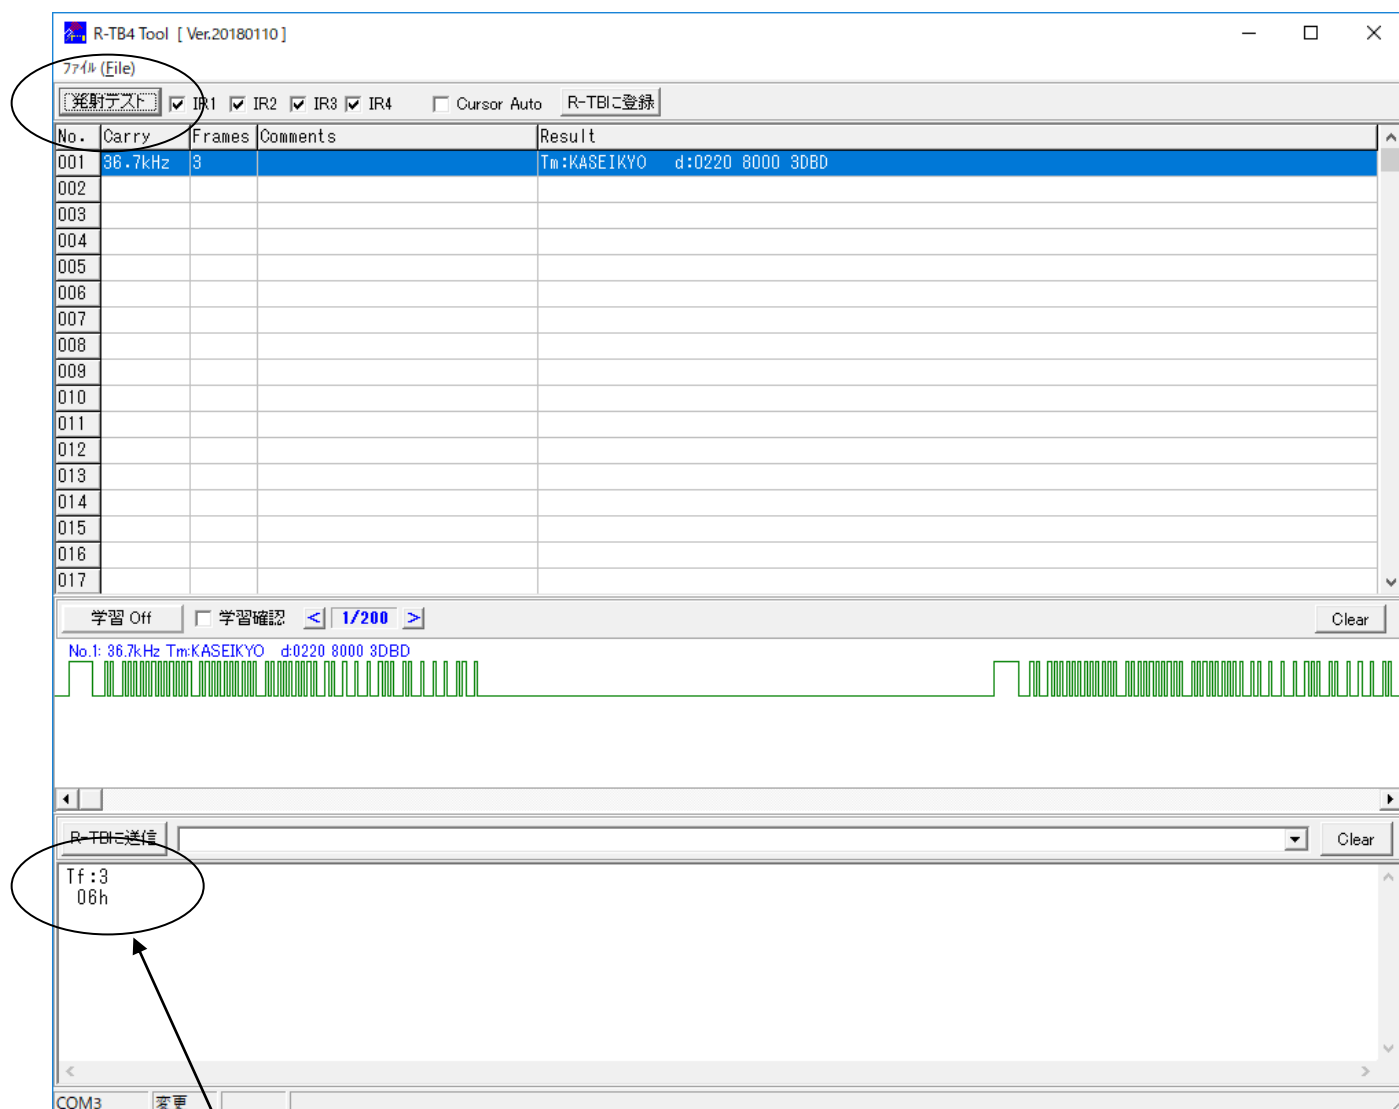 R-TB4 Tool [ Ver.20180110 ]
ﾌｧｲﾙ (File)
発射テスト IR1 IR2 IR3 IR4 Cursor Auto R-TBIに登録
No. Carry Frames Comments Result
001 36.7kHz 3 Tm:KASEIKYO d:0220 8000 3DBD
002
003
004
005
006
007
008
009
010
011
012
013
014
015
016
017
学習 Off 学習確認 < 1/200 > Clear
No.1: 36.7kHz Tm:KASEIKYO d:0220 8000 3DBD
R-TBIに送信 Clear
Tf:3
06h
COM3 変更